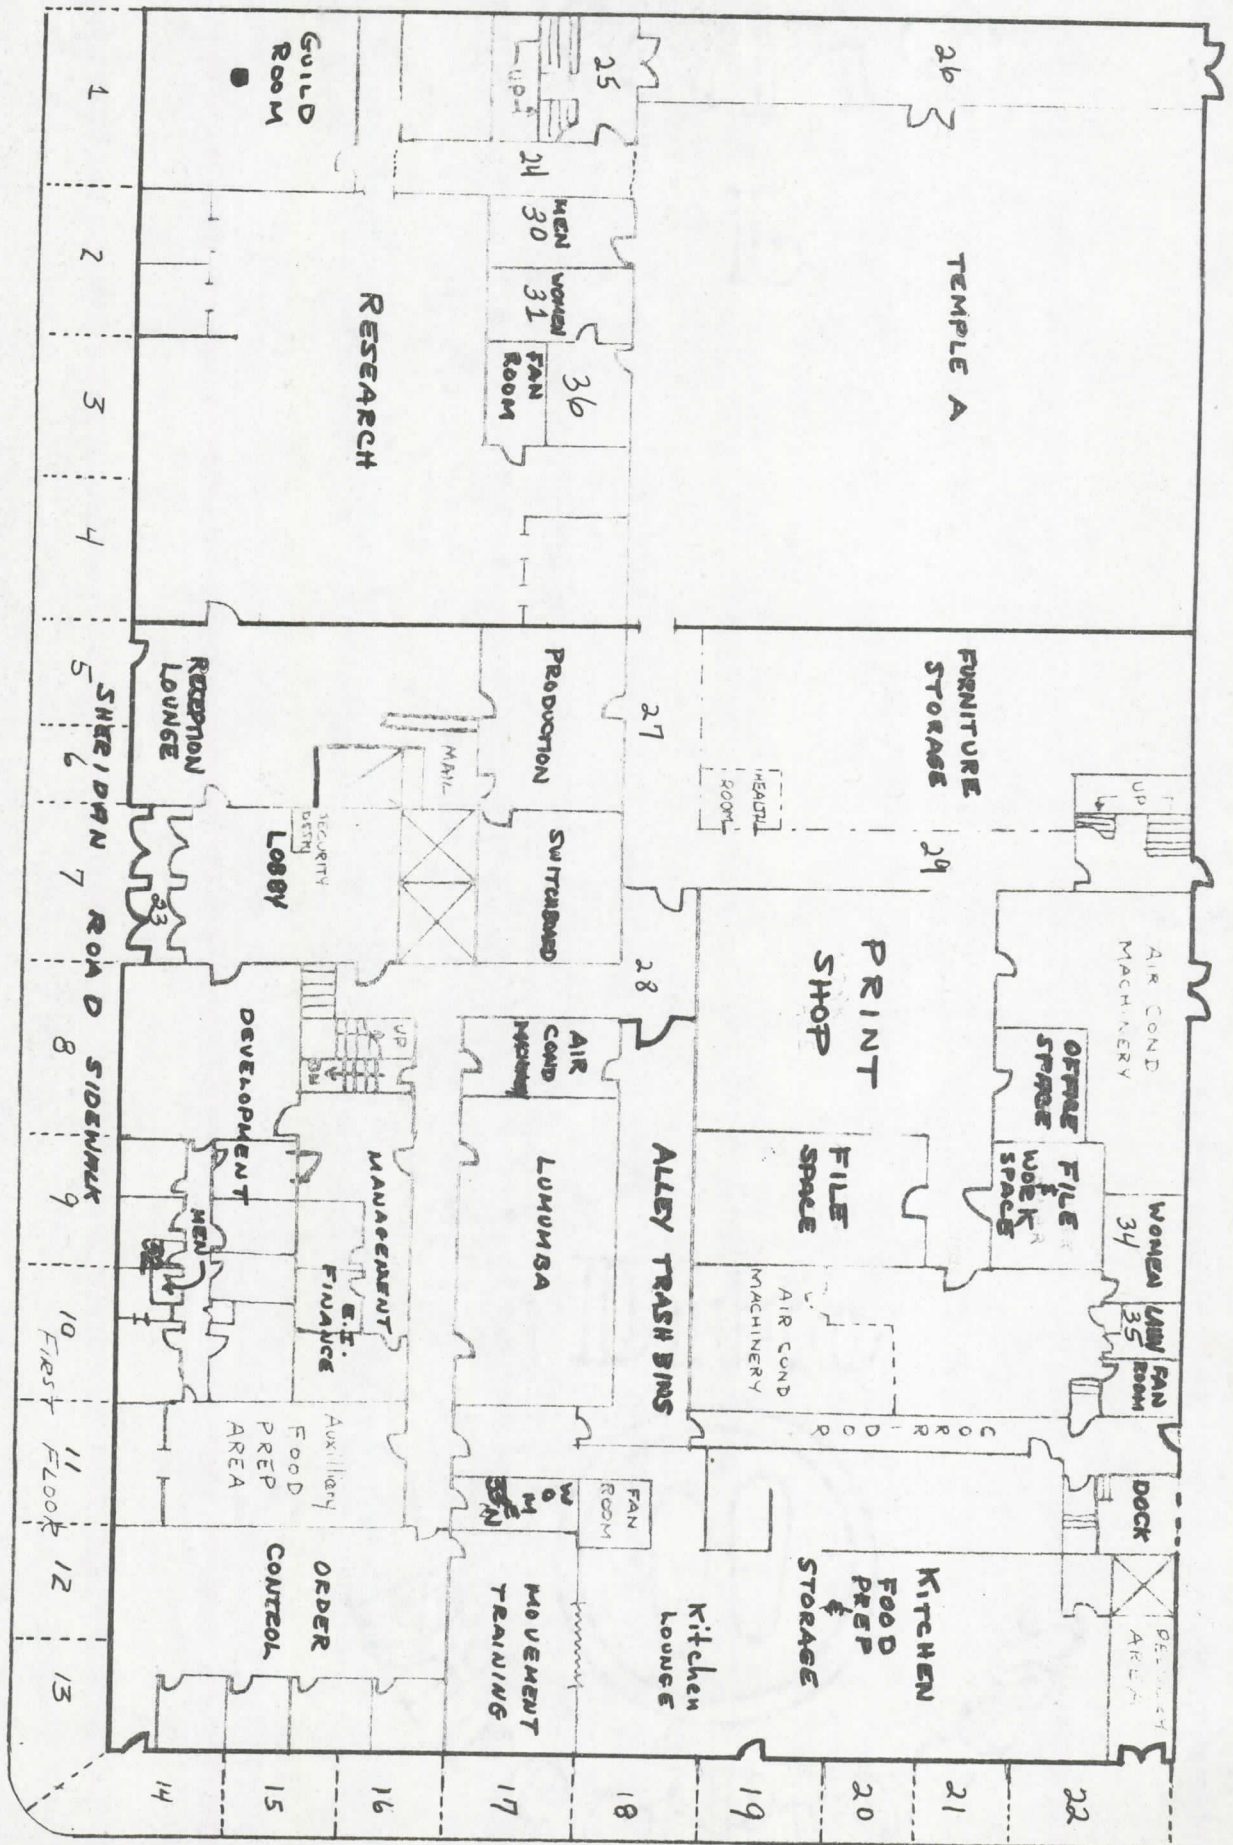 GUILD
ROOM
25
UP
24
26
MEN
30
WOMEN
31
FAN
ROOM
36
RESEARCH
TEMPLE A
RECEPTION
LOUNGE
PRODUCTION
MAIL
27
FURNITURE
STORAGE
HEALTH
ROOM
UP
29
SECURITY
DESK
LOBBY
23
SWITCHBOARD
28
PRINT
SHOP
AIR COND
MACHINERY
OFFICE
SPACE
DEVELOPMENT
UP
DN
AIR
COND
MANAGEMENT
E.I.
FINANCE
MEN
LUMUMBA
ALLEY TRASH BINS
FILE
SPACE
FILE
&
WORK
SPACE
WOMEN
34
35
FAN
ROOM
AIR COND
MACHINERY
CORRIDOR
DOCK
Auxilliary
FOOD
PREP
AREA
WOMEN
FAN
ROOM
ORDER
CONTROL
MOVEMENT
TRAINING
Kitchen
LOUNGE
KITCHEN
FOOD
PREP
&
STORAGE
AREA
SHERIDAN ROAD SIDEWALK
FIRST FLOOR
1
2
3
4
5
6
7
8
9
10
11
12
13
14
15
16
17
18
19
20
21
22